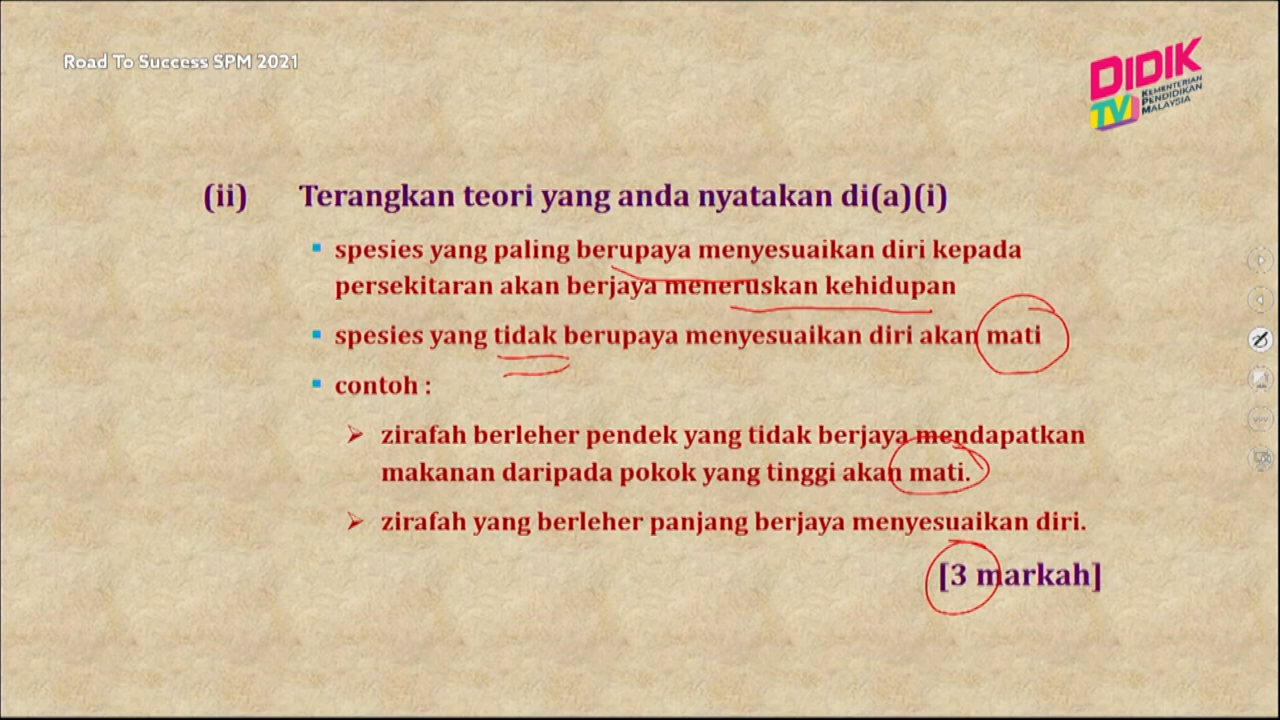 Road To Success SPM 2021
DIDIK
TV
KEMENTERIAN
PENDIDIKAN
MALAYSIA
(ii) Terangkan teori yang anda nyatakan di(a)(i)
spesies yang paling berupaya menyesuaikan diri kepada
persekitaran akan berjaya meneruskan kehidupan
spesies yang tidak berupaya menyesuaikan diri akan mati
contoh :
zirafah berleher pendek yang tidak berjaya mendapatkan
makanan daripada pokok yang tinggi akan mati.
zirafah yang berleher panjang berjaya menyesuaikan diri.
[3 markah]